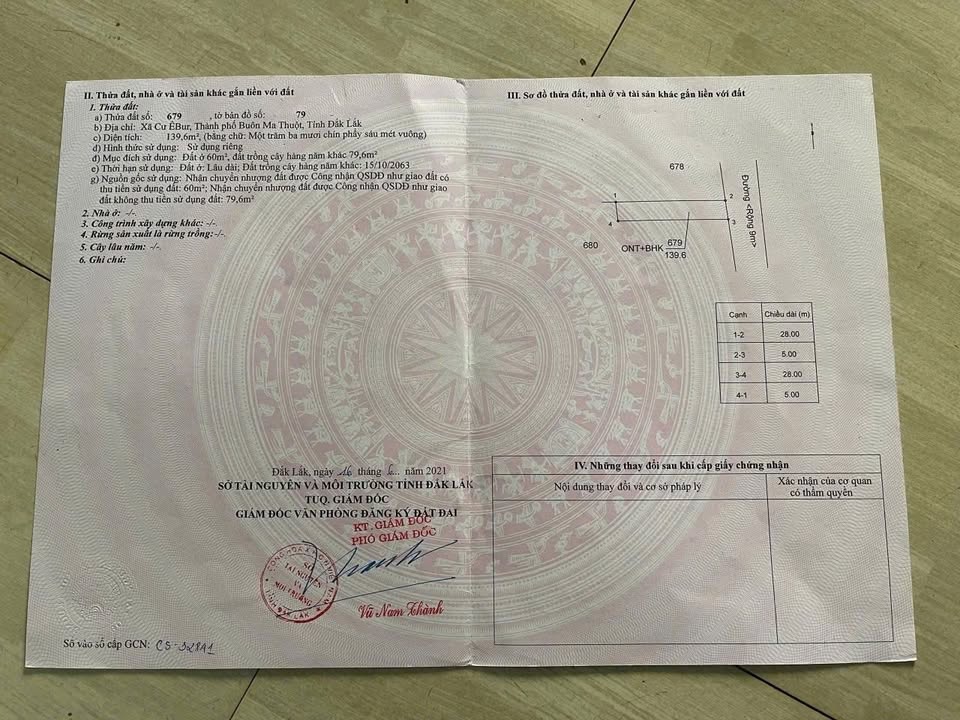 II. Thửa đất, nhà ở và tài sản khác gắn liền với đất
1. Thửa đất:
a) Thửa đất số: 679 , tờ bản đồ số: 79
b) Địa chỉ: Xã Cư ÊBur, Thành phố Buôn Ma Thuột, Tỉnh Đắk Lắk
c) Diện tích: 139,6m², (bằng chữ: Một trăm ba mươi chín phẩy sáu mét vuông)
d) Hình thức sử dụng: Sử dụng riêng
đ) Mục đích sử dụng: Đất ở 60m², đất trồng cây hàng năm khác 79,6m²
e) Thời hạn sử dụng: Đất ở: Lâu dài; Đất trồng cây hàng năm khác: 15/10/2063
g) Nguồn gốc sử dụng: Nhận chuyển nhượng đất được Công nhận QSDĐ như giao đất có
thu tiền sử dụng đất: 60m²; Nhận chuyển nhượng đất được Công nhận QSDĐ như giao
đất không thu tiền sử dụng đất: 79,6m²
2. Nhà ở: -/-
3. Công trình xây dựng khác: -/-
4. Rừng sản xuất là rừng trồng:-/-
5. Cây lâu năm: -/-
6. Ghi chú:
Đắk Lắk, ngày 16 tháng 6 năm 2021
SỞ TÀI NGUYÊN VÀ MÔI TRƯỜNG TỈNH ĐẮK LẮK
TUQ. GIÁM ĐỐC
GIÁM ĐỐC VĂN PHÒNG ĐĂNG KÝ ĐẤT ĐAI
KT. GIÁM ĐỐC
PHÓ GIÁM ĐỐC
SỞ
TÀI NGUYÊN
VÀ
MÔI TRƯỜNG
TỈNH ĐẮK LẮK
Vũ Nam Thành
Số vào sổ cấp GCN:
III. Sơ đồ thửa đất, nhà ở và tài sản khác gắn liền với đất
678
1
2
3
4
Đường <Rộng 9m>
680
ONT+BHK 679
139.6
Cạnh Chiều dài (m)
1-2 28.00
2-3 5.00
3-4 28.00
4-1 5.00
IV. Những thay đổi sau khi cấp giấy chứng nhận
Nội dung thay đổi và cơ sở pháp lý
Xác nhận của cơ quan
có thẩm quyền